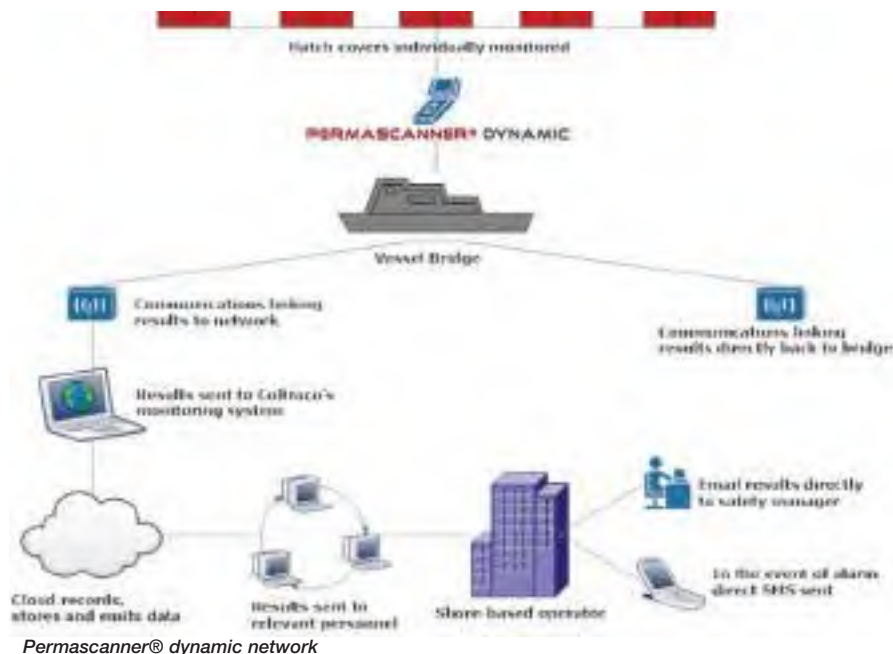 Hatch covers individually monitored
PERMASCANNER® DYNAMIC
Vessel Bridge
Communications linking
results to network
Communications linking
results directly back to bridge
Results sent to Coltraco's
monitoring system
Email results directly
to safety manager
In the event of alarm
direct SMS sent
Cloud records,
stores and emits data
Results sent to
relevant personnel
Shore-based operator
Permascanner® dynamic network